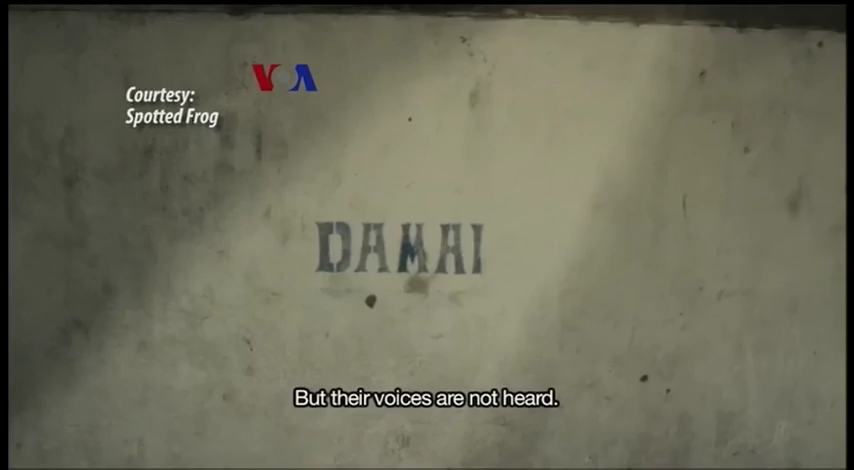 VOA
Courtesy:
Spotted Frog
DAMAI
But their voices are not heard.